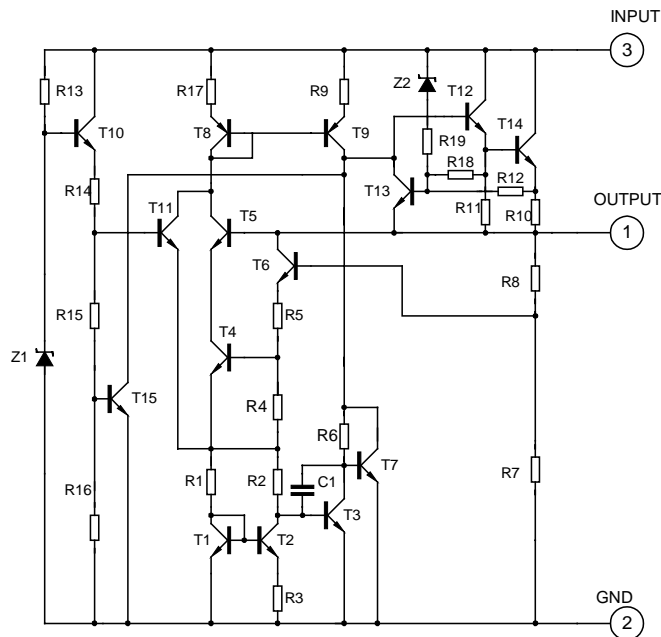 INPUT
3
R13
R17
R9
Z2
T12
T10
T8
T9
T14
R19
R18
R12
R14
T13
OUTPUT
T11
T5
R11
R10
1
T6
R8
R15
R5
T4
Z1
T15
R4
R6
R16
R1
R2
C1
T7
R7
T3
T1
T2
R3
GND
2